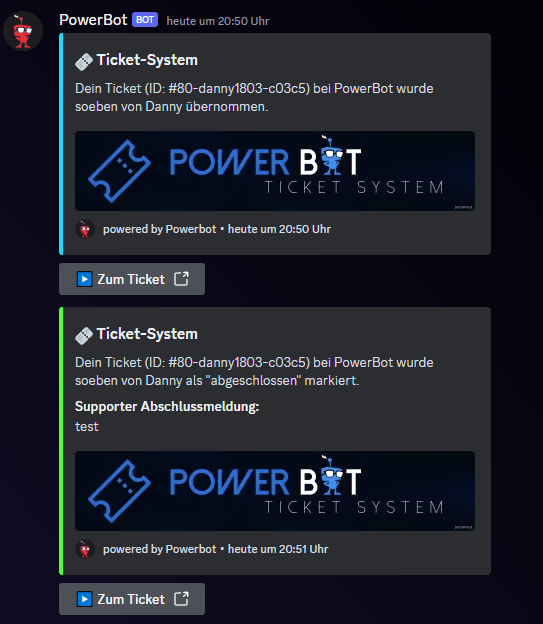 PowerBot BOT heute um 20:50 Uhr
Ticket-System
Dein Ticket (ID: #80-danny1803-c03c5) bei PowerBot wurde
soeben von Danny übernommen.
POWER BOT
TICKET SYSTEM
powered by Powerbot • heute um 20:50 Uhr
Zum Ticket
Ticket-System
Dein Ticket (ID: #80-danny1803-c03c5) bei PowerBot wurde
soeben von Danny als "abgeschlossen" markiert.
Supporter Abschlussmeldung:
test
POWER BOT
TICKET SYSTEM
powered by Powerbot • heute um 20:51 Uhr
Zum Ticket